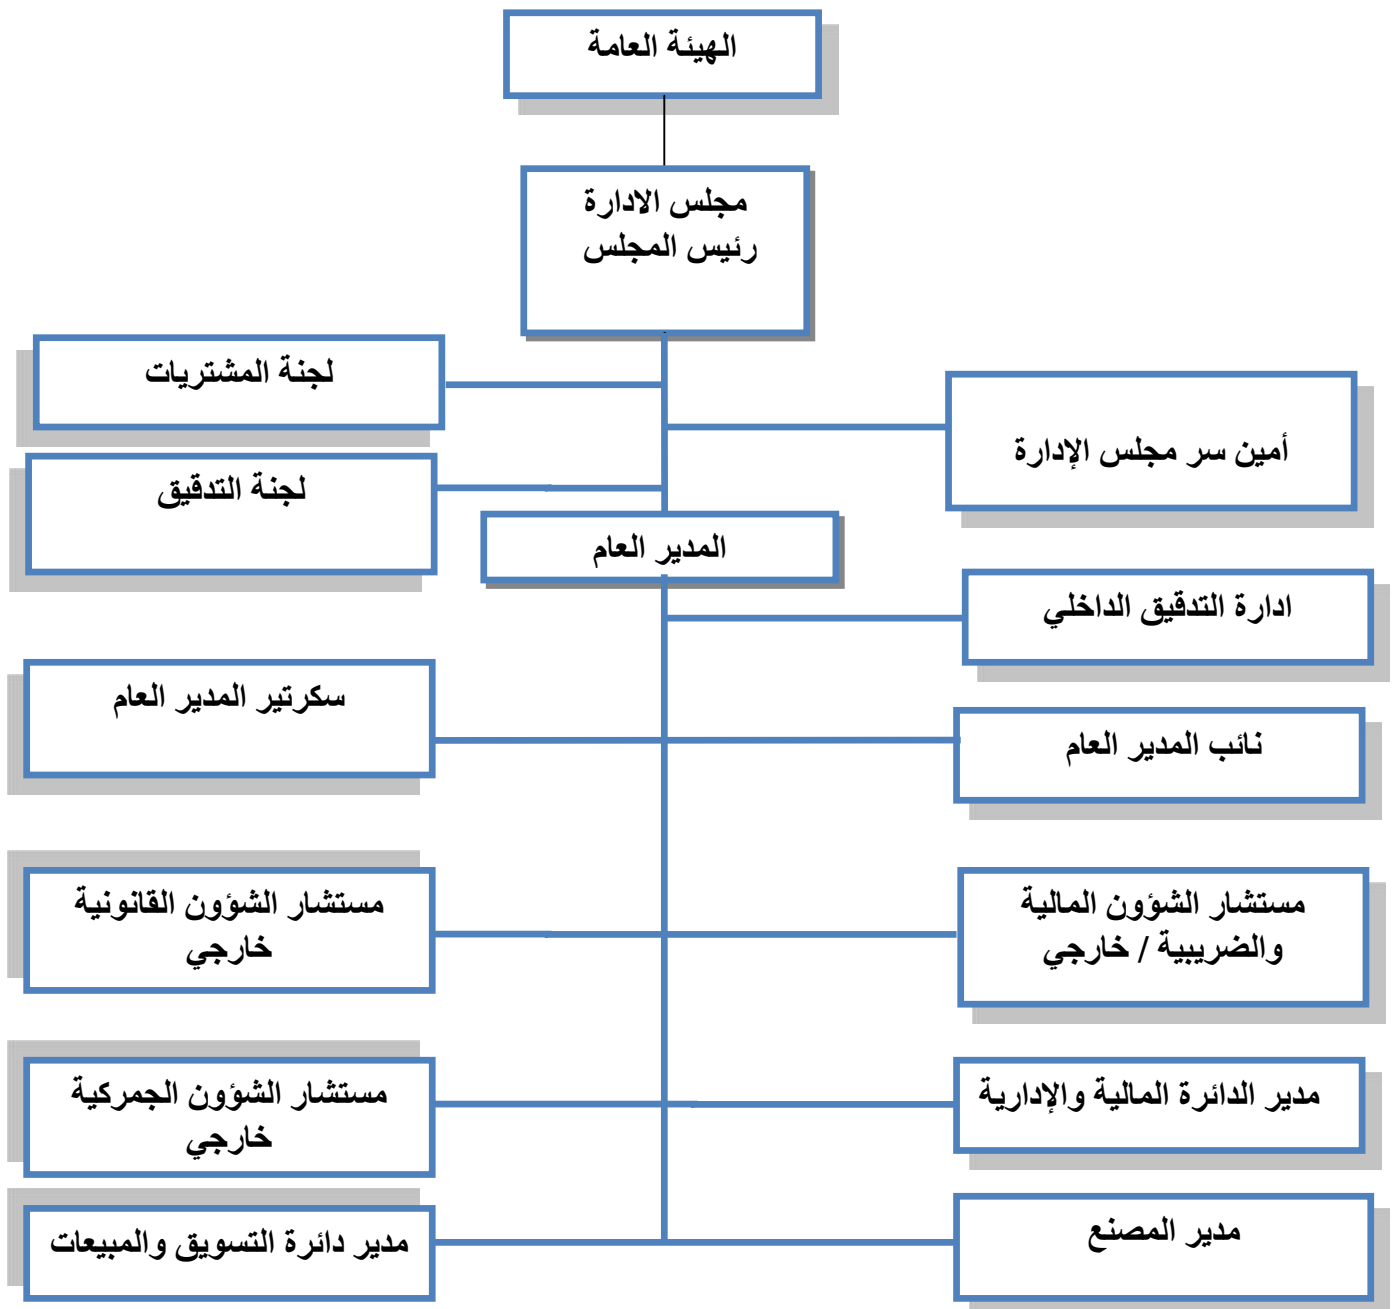 الهيئة العامة
مجلس الادارة
رئيس المجلس
لجنة المشتريات
أمين سر مجلس الإدارة
لجنة التدقيق
المدير العام
ادارة التدقيق الداخلي
سكرتير المدير العام
نائب المدير العام
مستشار الشؤون المالية
والضريبية / خارجي
مستشار الشؤون القانونية
خارجي
مدير الدائرة المالية والإدارية
مستشار الشؤون الجمركية
خارجي
مدير المصنع
مدير دائرة التسويق والمبيعات